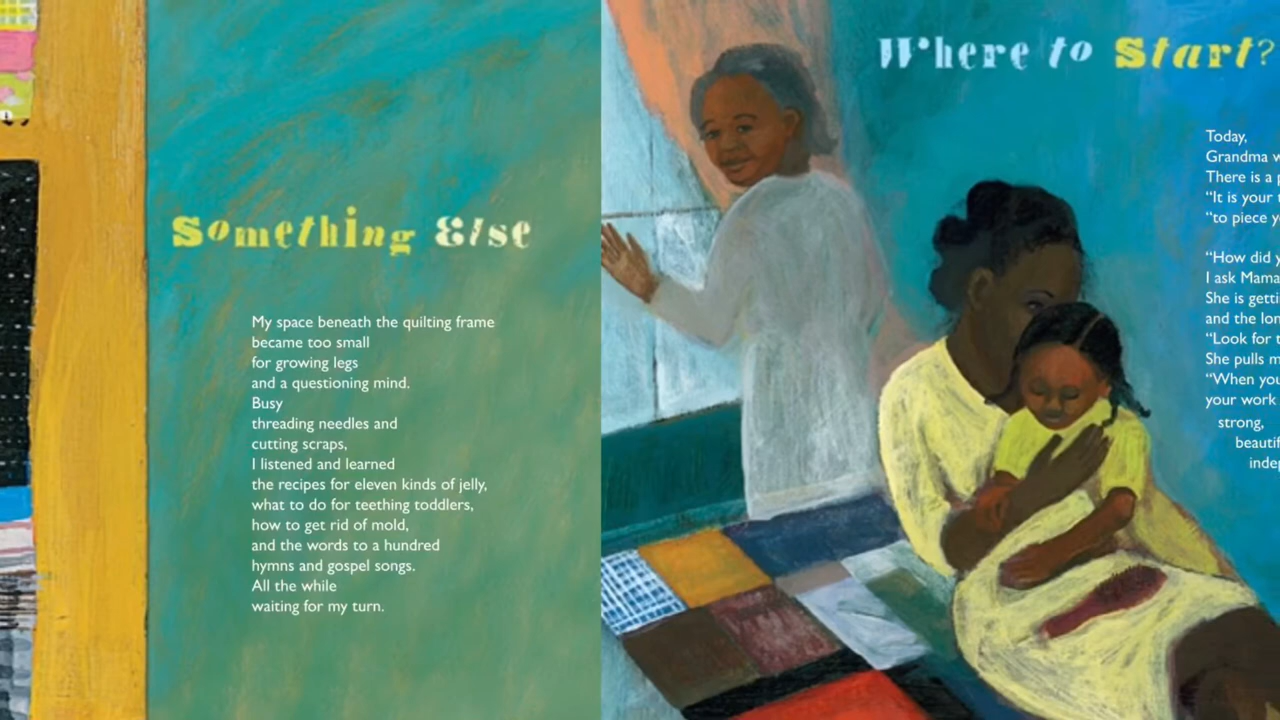 Something Else
My space beneath the quilting frame
became too small
for growing legs
and a questioning mind.
Busy
threading needles and
cutting scraps,
I listened and learned
the recipes for eleven kinds of jelly,
what to do for teething toddlers,
how to get rid of mold,
and the words to a hundred
hymns and gospel songs.
All the while
waiting for my turn.
Where to Start?
Today,
Grandma
There is a
“It is your
“to piece
“How did
I ask Mama
She is
and the
“Look for
She pulls
“When you
your work
strong,